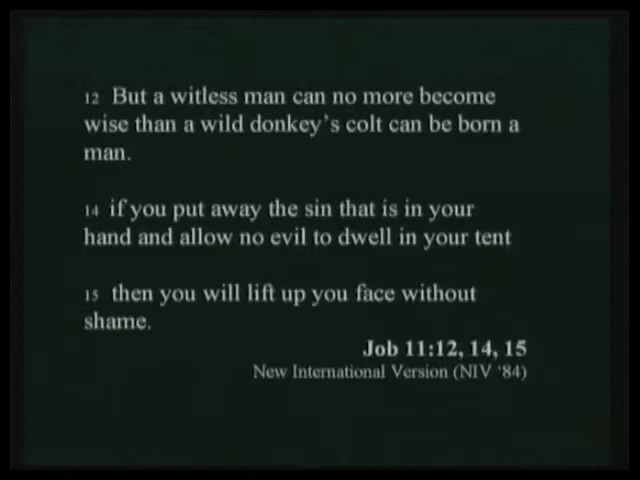 12 But a witless man can no more become
wise than a wild donkey's colt can be born a
man.
14 if you put away the sin that is in your
hand and allow no evil to dwell in your tent
15 then you will lift up you face without
shame.
Job 11:12, 14, 15
New International Version (NIV ‘84)